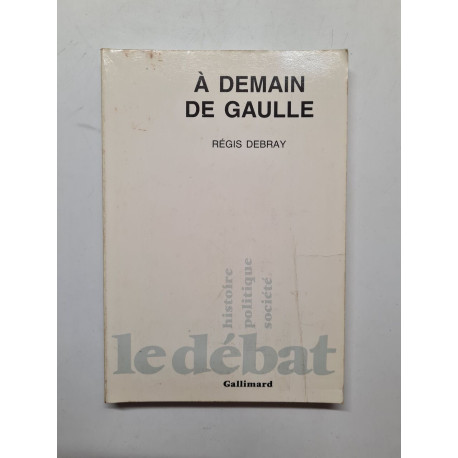 À DEMAIN
DE GAULLE
RÉGIS DEBRAY
histoire
politique
société
le débat
Gallimard